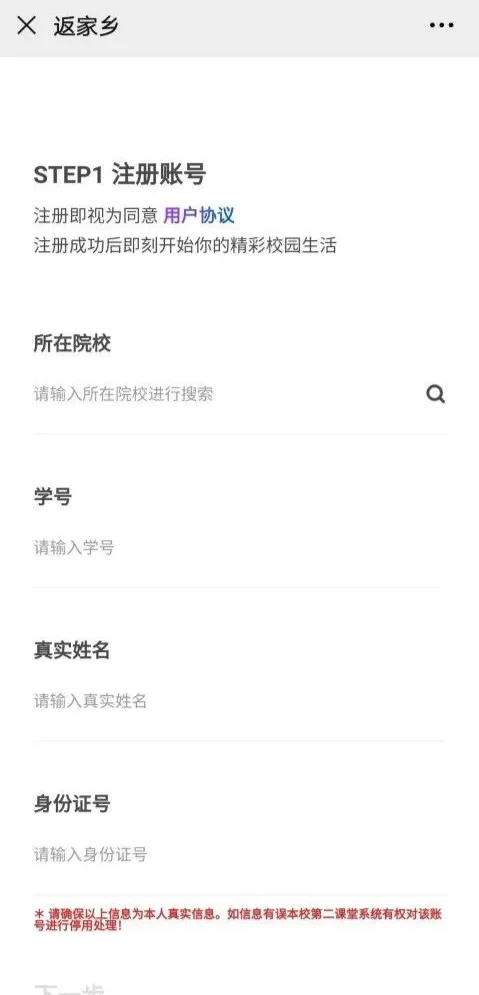 返家乡
STEP1 注册账号
注册即视为同意 用户协议
注册成功后即刻开始你的精彩校园生活
所在院校
请输入所在院校进行搜索
学号
请输入学号
真实姓名
请输入真实姓名
身份证号
请输入身份证号
* 请确保以上信息为本人真实信息。如信息有误本校第二课堂系统有权对该账
号进行停用处理!
下一步